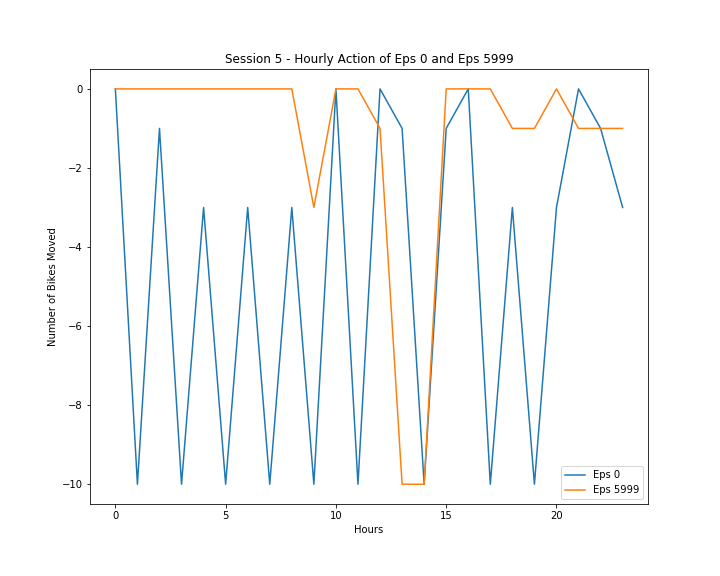 Session 5 - Hourly Action of Eps 0 and Eps 5999
Number of Bikes Moved
0
−2
−4
−6
−8
−10
0 5 10 15 20
Hours
Eps 0
Eps 5999